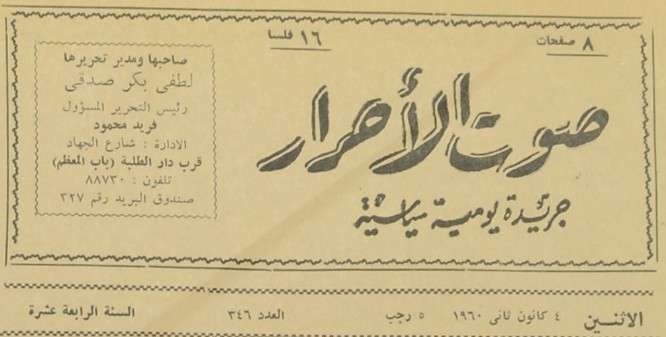 ٨ صفحات
١٦ فلسا
صوت الأحرار
جريدة يومية سياسية
صاحبها ومدير تحريرها
لطفي بكر صدقي
رئيس التحرير المسؤول
فريد محمود
الادارة : شارع الجهاد
قرب دار الطلبة (باب المعظم)
تلفون : ٨٨٧٣٠
صندوق البريد رقم ٣٢٧
الاثنين ٤ كانون ثاني ١٩٦٠ ٥ رجب العدد ٣٤٦ السنة الرابعة عشرة